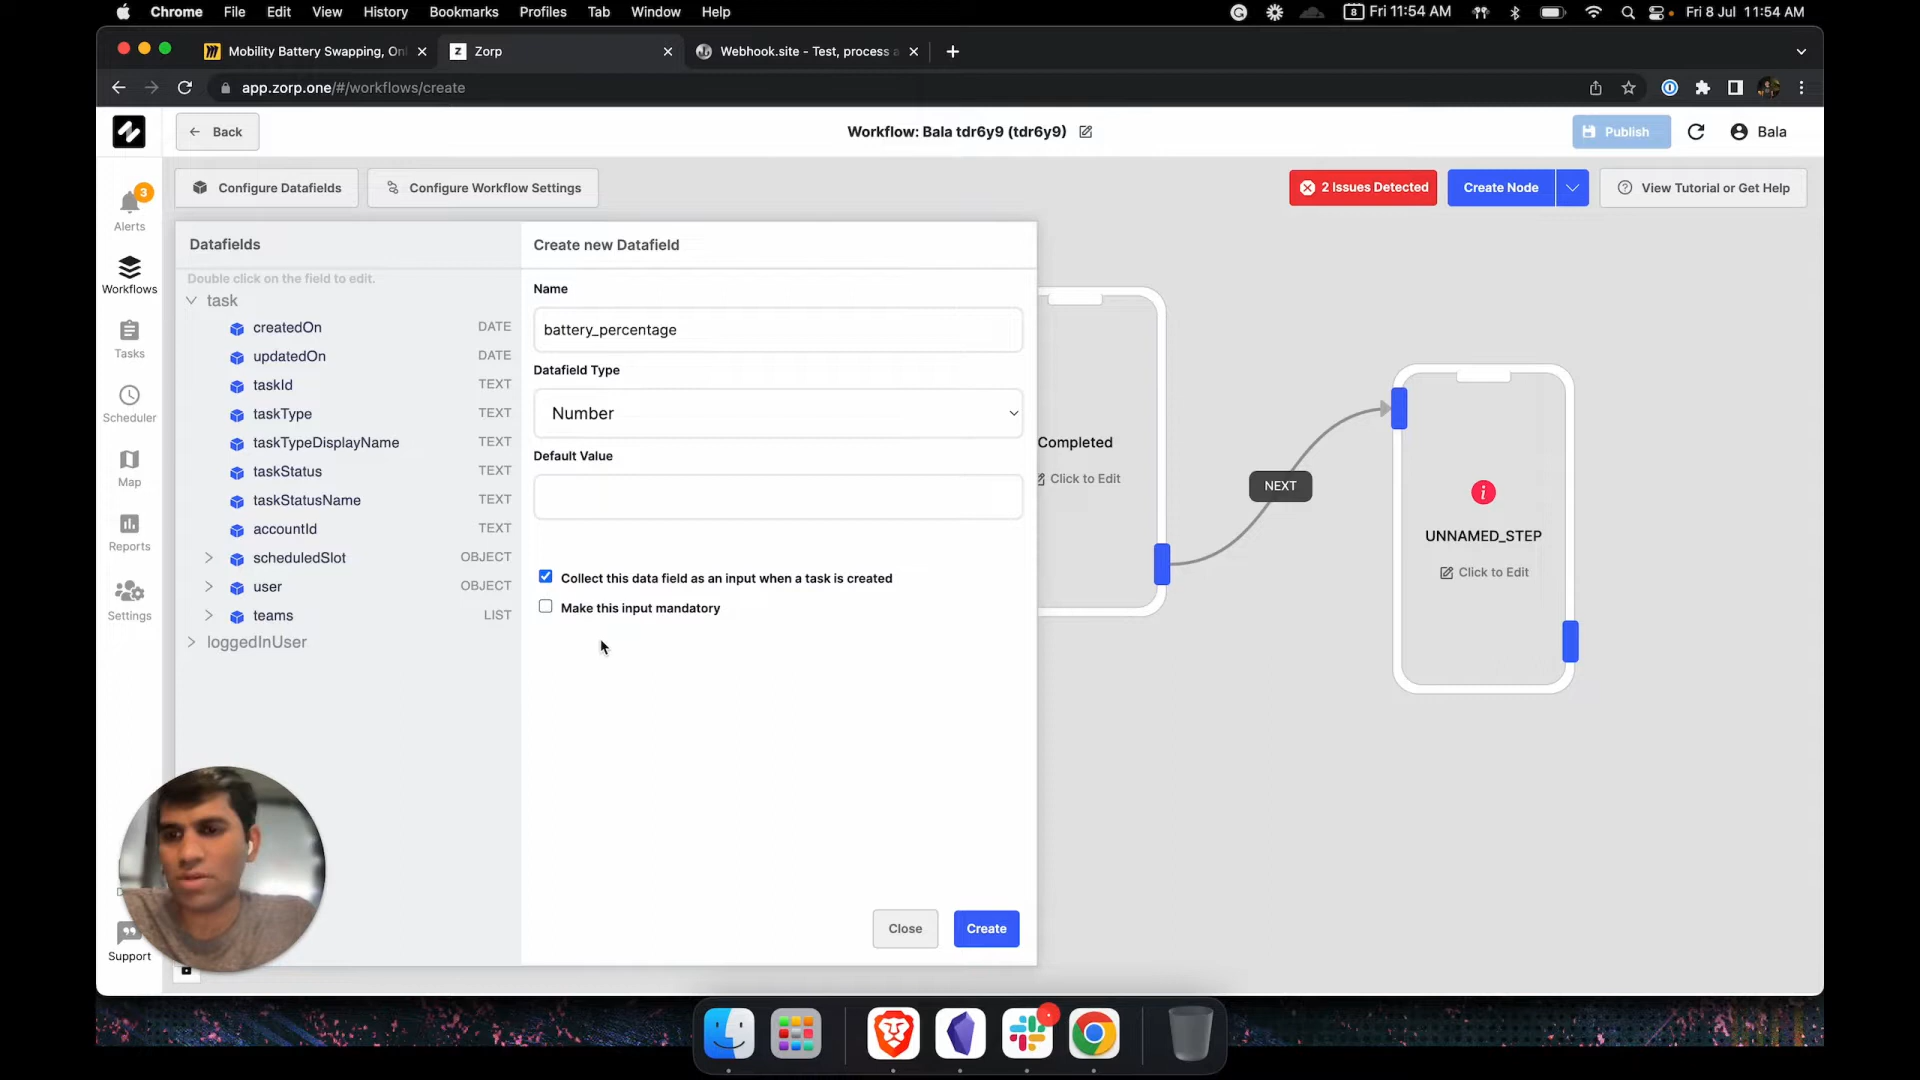 Chrome File Edit View History Bookmarks Profiles Tab Window Help
8 Fri 11:54 AM Fri 8 Jul 11:54 AM
Mobility Battery Swapping, Onl
Z Zorp
Webhook.site - Test, process a
app.zorp.one/#/workflows/create
Back
Workflow: Bala tdr6y9 (tdr6y9)
Publish
Bala
Configure Datafields
Configure Workflow Settings
2 Issues Detected
Create Node
View Tutorial or Get Help
3
Alerts
Workflows
Tasks
Scheduler
Map
Reports
Settings
Support
Datafields
Double click on the field to edit.
task
createdOn DATE
updatedOn DATE
taskId TEXT
taskType TEXT
taskTypeDisplayName TEXT
taskStatus TEXT
taskStatusName TEXT
accountId TEXT
scheduledSlot OBJECT
user OBJECT
teams LIST
loggedInUser
Create new Datafield
Name
battery_percentage
Datafield Type
Number
Default Value
Collect this data field as an input when a task is created
Make this input mandatory
Close
Create
Completed
Click to Edit
NEXT
UNNAMED_STEP
Click to Edit